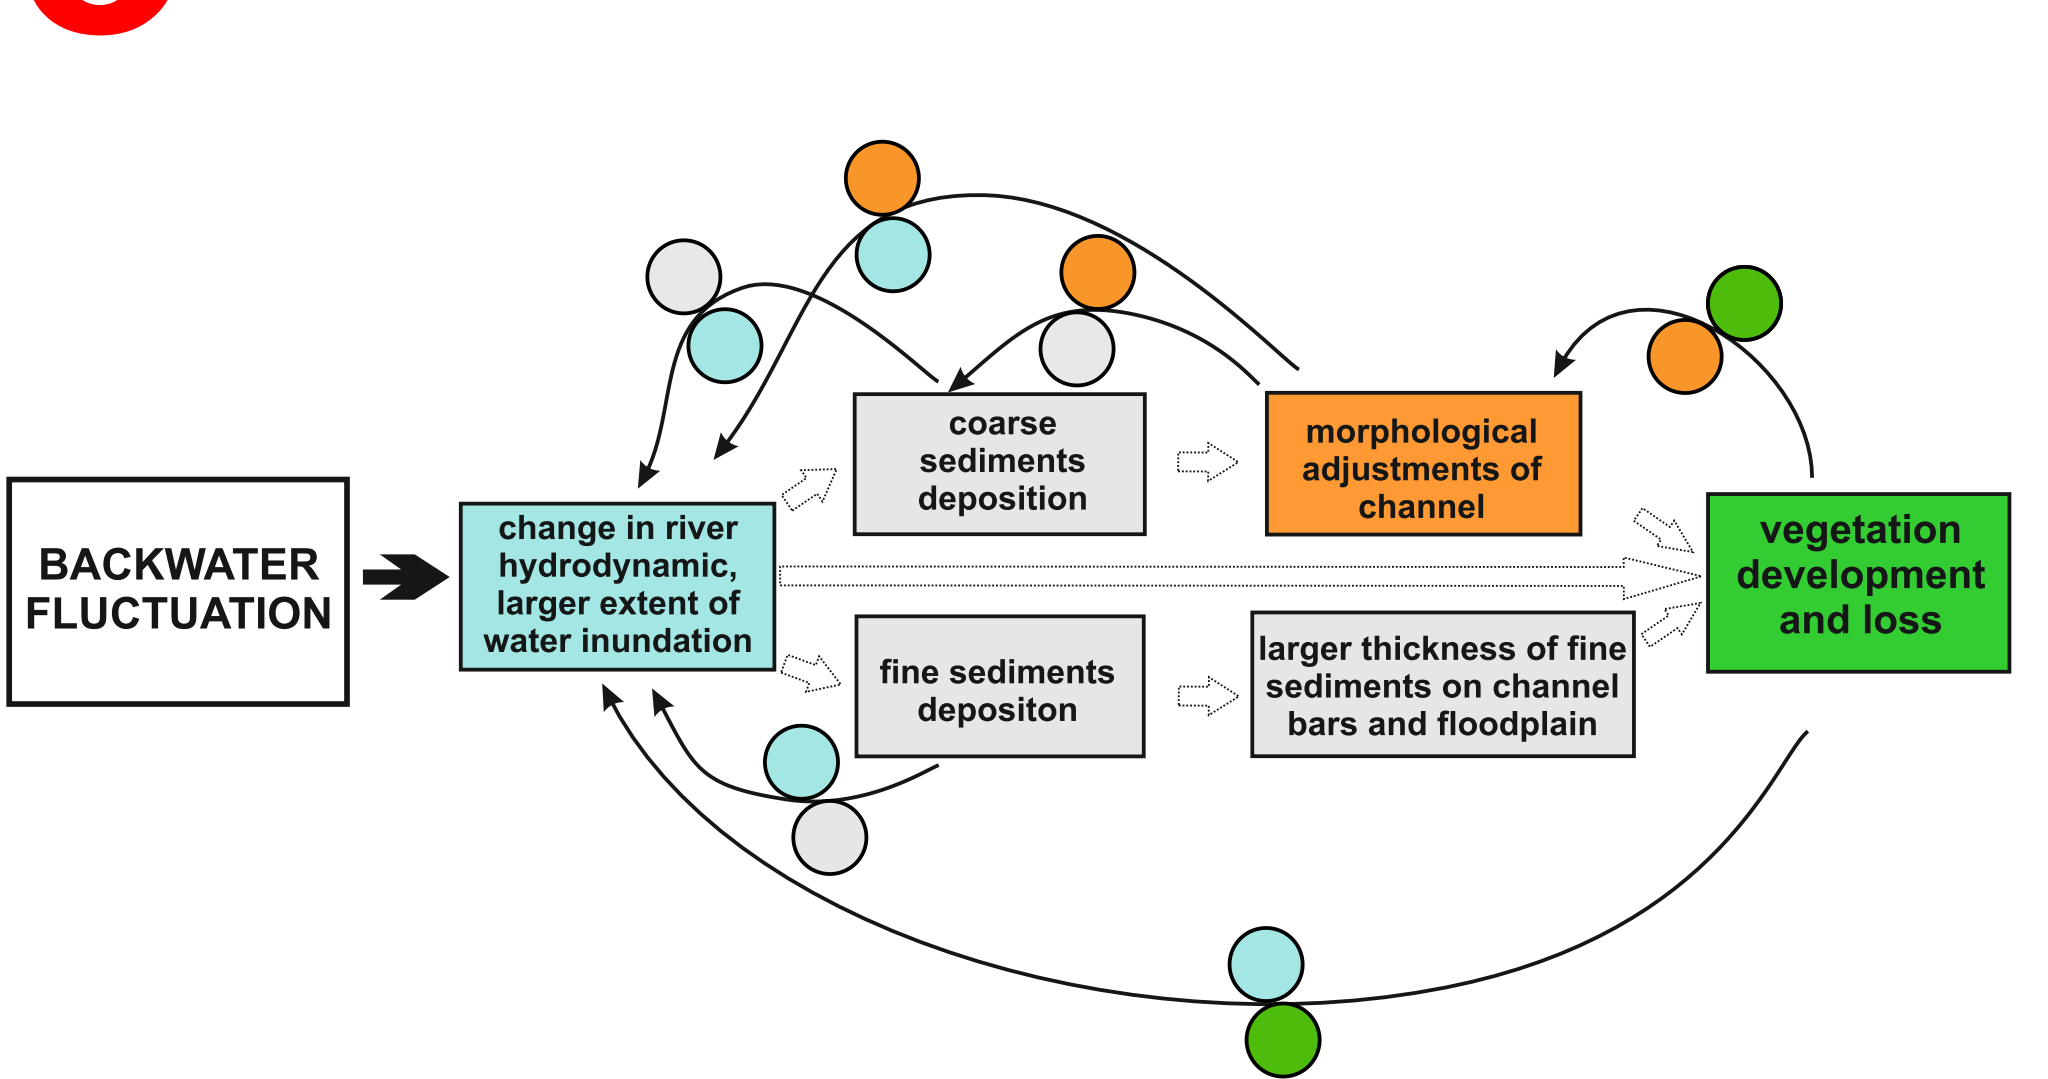 BACKWATER
FLUCTUATION
change in river
hydrodynamic,
larger extent of
water inundation
coarse
sediments
deposition
morphological
adjustments of
channel
fine sediments
depositon
larger thickness of fine
sediments on channel
bars and floodplain
vegetation
development
and loss